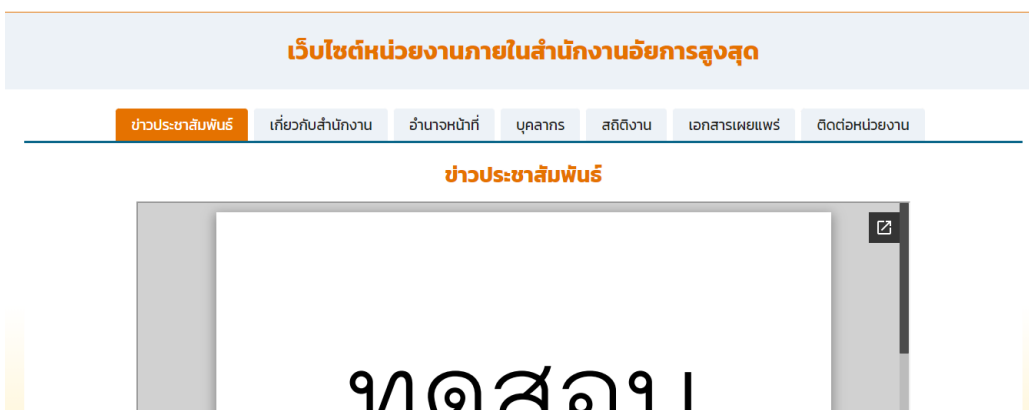 เว็บไซต์หน่วยงานภายในสำนักงานอัยการสูงสุด
ข่าวประชาสัมพันธ์ เกี่ยวกับสำนักงาน อำนาจหน้าที่ บุคลากร สถิติงาน เอกสารเผยแพร่ ติดต่อหน่วยงาน
ข่าวประชาสัมพันธ์
ทดสอบ